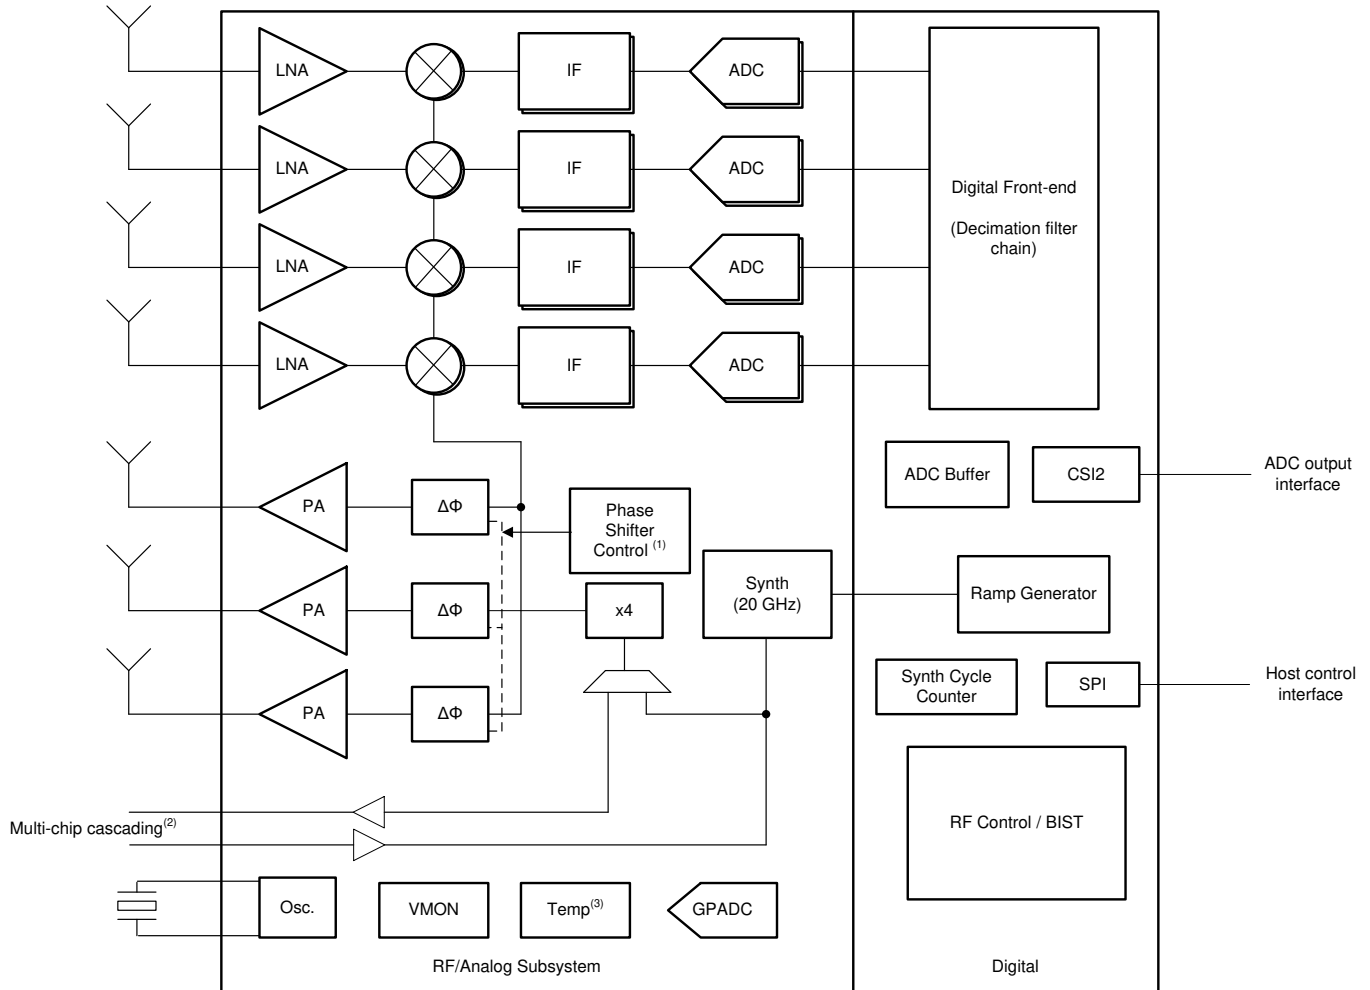 LNA
IF
ADC
LNA
IF
ADC
LNA
IF
ADC
LNA
IF
ADC
Digital Front-end
(Decimation filter
chain)
ADC Buffer
CSI2
ADC output
interface
PA
ΔΦ
Phase
Shifter
Control (1)
PA
ΔΦ
x4
Synth
(20 GHz)
Ramp Generator
PA
ΔΦ
Synth Cycle
Counter
SPI
Host control
interface
Multi-chip cascading(2)
RF Control / BIST
Osc.
VMON
Temp(3)
GPADC
RF/Analog Subsystem
Digital